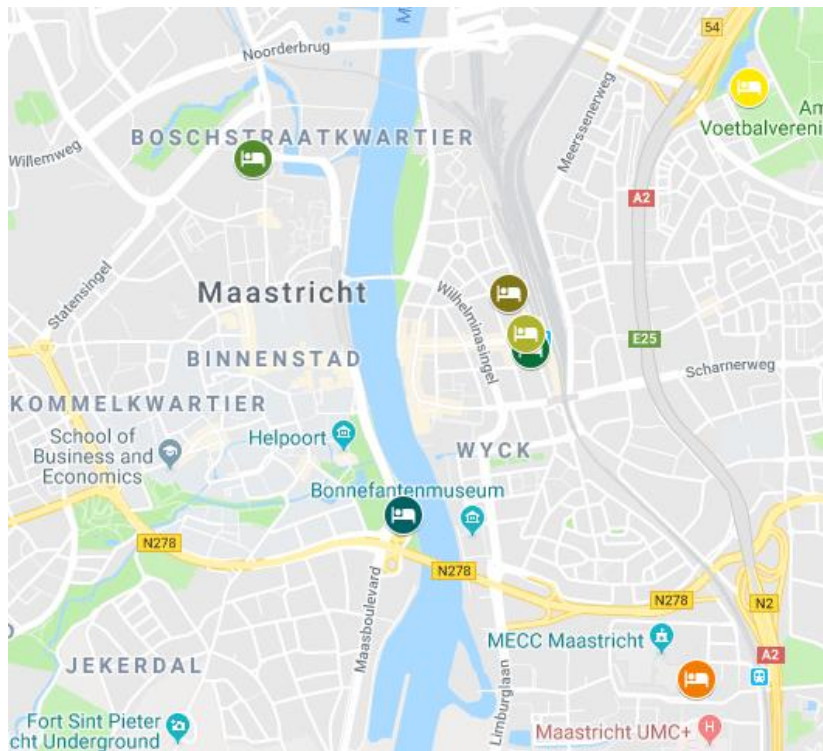 M
54
Noorderbrug
Am
Voetbalvereni
BOSCHSTRAATKWARTIER
Meerssenerweg
Willemweg
A2
Maastricht
Wilhelminasingel
Statensingel
E25
BINNENSTAD
Scharnerweg
KOMMELKWARTIER
School of
Business and
Economics
Helpoort
WYCK
Bonnefantenmuseum
N278
N278
Maasboulevard
N278
N2
MECC Maastricht
JEKERDAL
A2
Limburglaan
Fort Sint Pieter
cht Underground
Maastricht UMC+
H